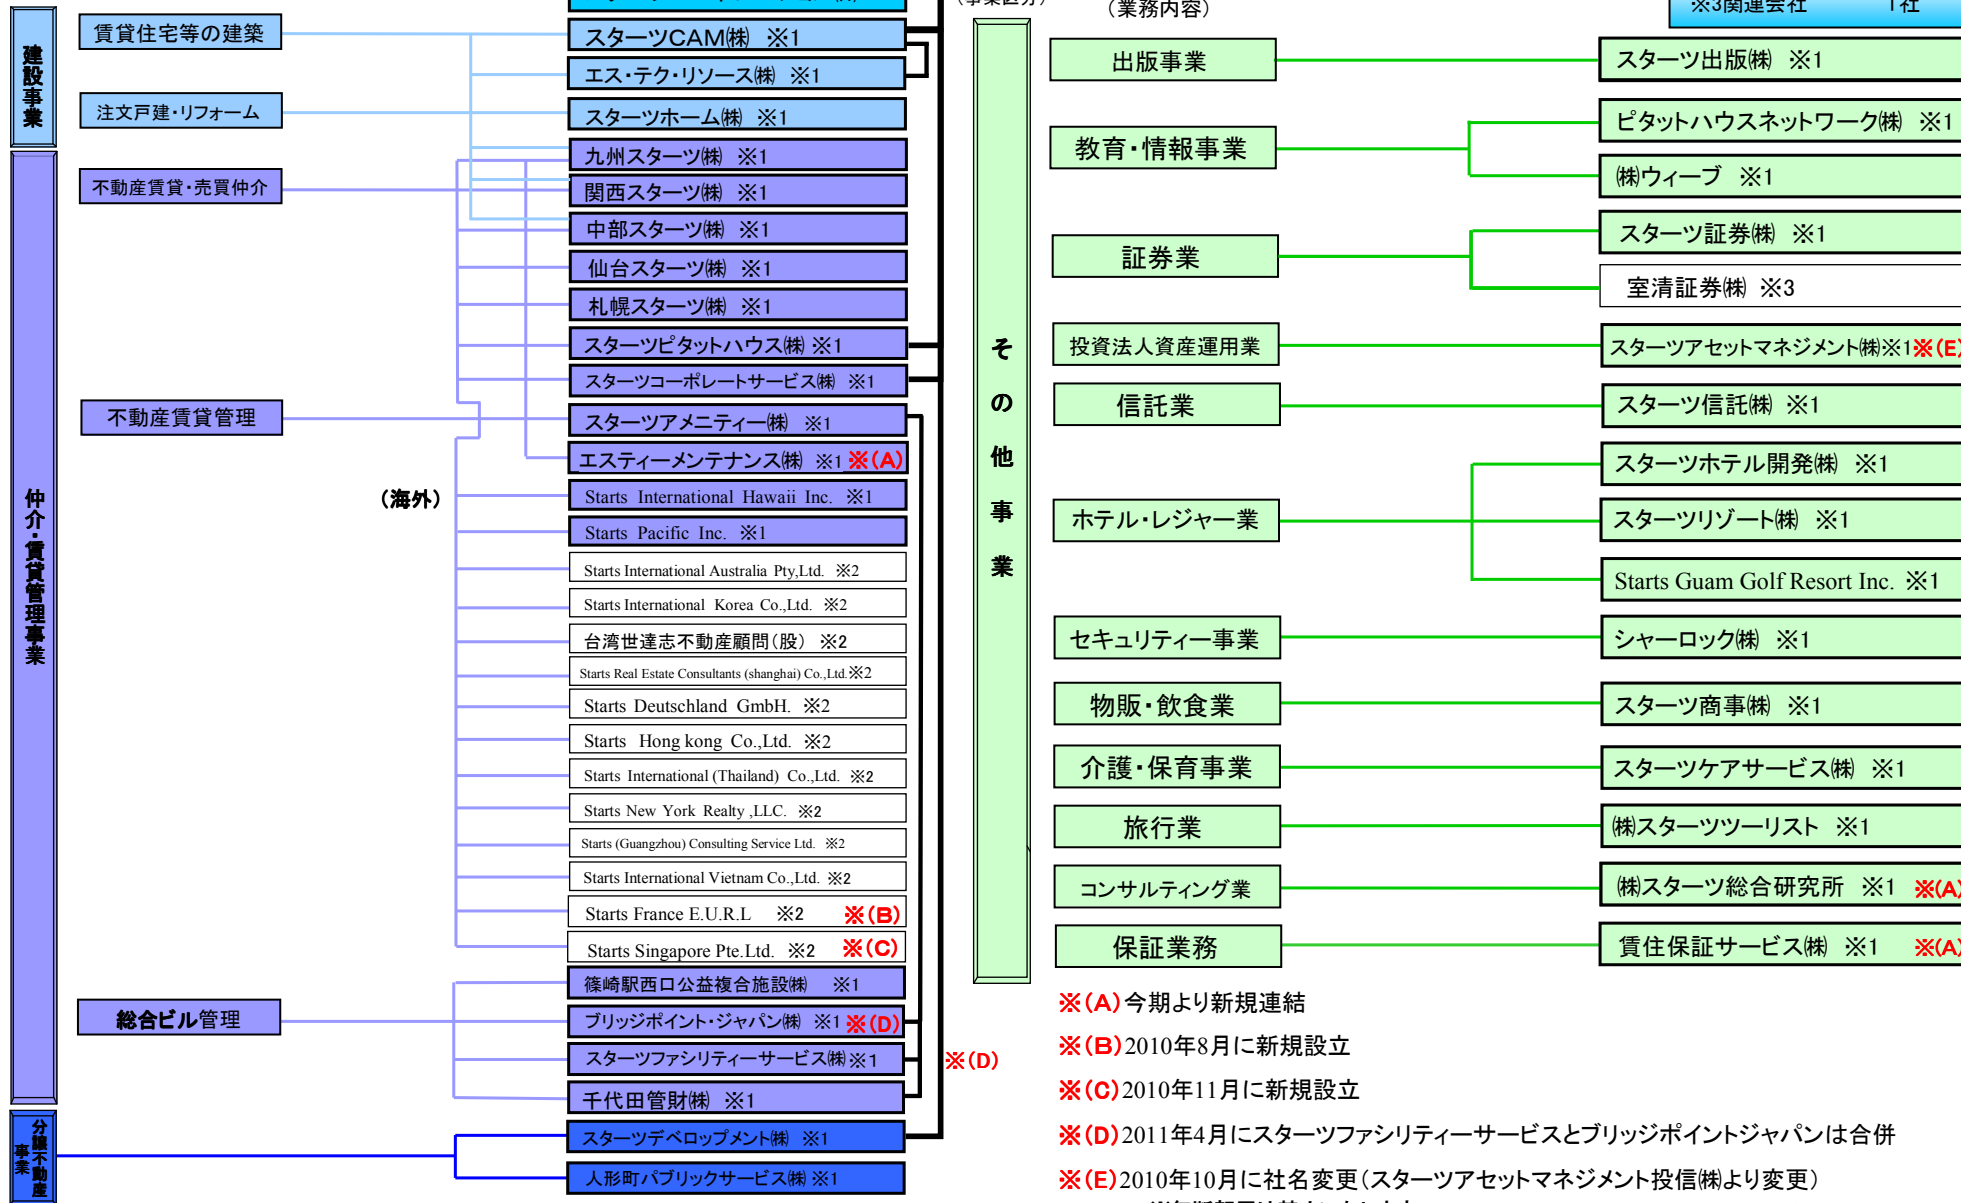 (業務内容)
※3関連会社 1社
建設事業
賃貸住宅等の建築
スターツCAM㈱ ※1
エス・テク・リソース㈱ ※1
注文戸建・リフォーム
スターツホーム㈱ ※1
仲介・賃貸管理事業
九州スターツ㈱ ※1
不動産賃貸・売買仲介
関西スターツ㈱ ※1
中部スターツ㈱ ※1
仙台スターツ㈱ ※1
札幌スターツ㈱ ※1
スターツピタットハウス㈱ ※1
スターツコーポレートサービス㈱ ※1
不動産賃貸管理
スターツアメニティー㈱ ※1
エスティーメンテナンス㈱ ※1 ※(A)
(海外)
Starts International Hawaii Inc. ※1
Starts Pacific Inc. ※1
Starts International Australia Pty,Ltd. ※2
Starts International Korea Co.,Ltd. ※2
台湾世達志不動産顧問(股) ※2
Starts Real Estate Consultants (shanghai) Co.,Ltd.※2
Starts Deutschland GmbH. ※2
Starts Hong kong Co.,Ltd. ※2
Starts International (Thailand) Co.,Ltd. ※2
Starts New York Realty ,LLC. ※2
Starts (Guangzhou) Consulting Service Ltd. ※2
Starts International Vietnam Co.,Ltd. ※2
Starts France E.U.R.L ※2 ※(B)
Starts Singapore Pte.Ltd. ※2 ※(C)
篠崎駅西口公益複合施設㈱ ※1
総合ビル管理
ブリッジポイント・ジャパン㈱ ※1 ※(D)
スターツファシリティーサービス㈱※1
※(D)
千代田管財㈱ ※1
分譲不動産事業
スターツデベロップメント㈱ ※1
人形町パブリックサービス㈱ ※1
その他事業
出版事業
スターツ出版㈱ ※1
教育・情報事業
ピタットハウスネットワーク㈱ ※1
㈱ウィーブ ※1
証券業
スターツ証券㈱ ※1
室清証券㈱ ※3
投資法人資産運用業
スターツアセットマネジメント㈱※1※(E)
信託業
スターツ信託㈱ ※1
ホテル・レジャー業
スターツホテル開発㈱ ※1
スターツリゾート㈱ ※1
Starts Guam Golf Resort Inc. ※1
セキュリティー事業
シャーロック㈱ ※1
物販・飲食業
スターツ商事㈱ ※1
介護・保育事業
スターツケアサービス㈱ ※1
旅行業
㈱スターツツーリスト ※1
コンサルティング業
㈱スターツ総合研究所 ※1 ※(A)
保証業務
賃住保証サービス㈱ ※1 ※(A)
※(A)今期より新規連結
※(B)2010年8月に新規設立
※(C)2010年11月に新規設立
※(D)2011年4月にスターツファシリティーサービスとブリッジポイントジャパンは合併
※(E)2010年10月に社名変更(スターツアセットマネジメント投信㈱より変更)